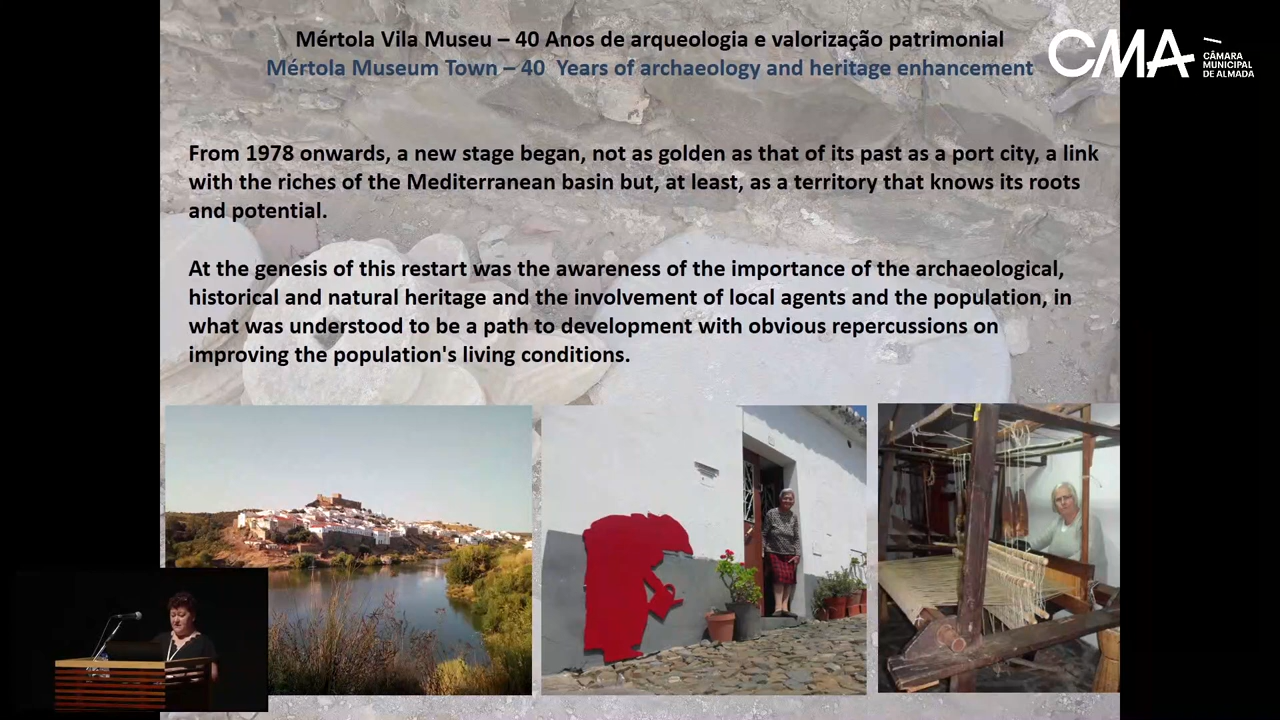 Mértola Vila Museu – 40 Anos de arqueologia e valorização patrimonial
Mértola Museum Town – 40 Years of archaeology and heritage enhancement
CMA
CÂMARA
MUNICIPAL
DE ALMADA
From 1978 onwards, a new stage began, not as golden as that of its past as a port city, a link
with the riches of the Mediterranean basin but, at least, as a territory that knows its roots
and potential.
At the genesis of this restart was the awareness of the importance of the archaeological,
historical and natural heritage and the involvement of local agents and the population, in
what was understood to be a path to development with obvious repercussions on
improving the population's living conditions.